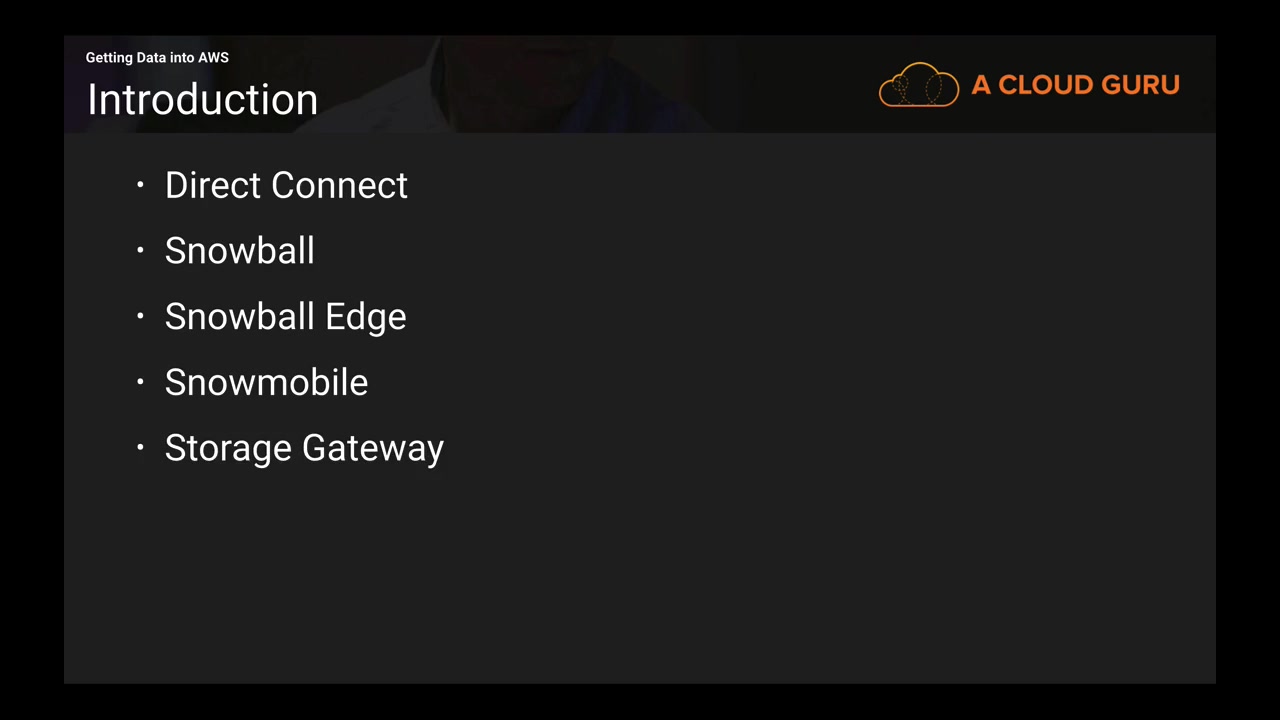 Getting Data into AWS
Introduction
A CLOUD GURU
• Direct Connect
• Snowball
• Snowball Edge
• Snowmobile
• Storage Gateway